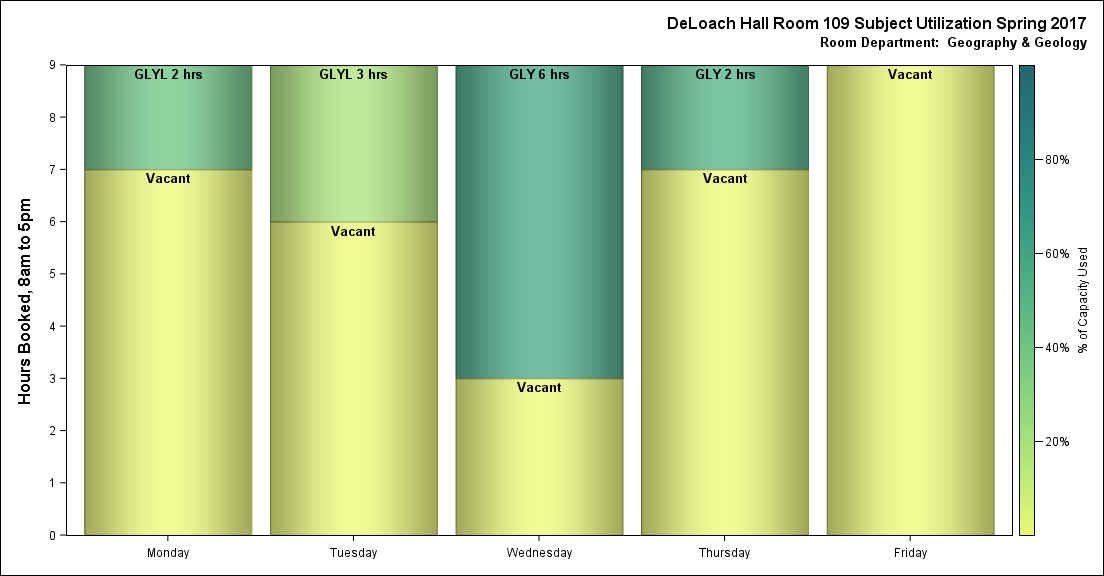 DeLoach Hall Room 109 Subject Utilization Spring 2017
Room Department: Geography & Geology
Hours Booked, 8am to 5pm
9
8
7
6
5
4
3
2
1
0
GLYL 2 hrs
Vacant
GLYL 3 hrs
Vacant
GLY 6 hrs
Vacant
GLY 2 hrs
Vacant
Vacant
Monday
Tuesday
Wednesday
Thursday
Friday
80%
60%
40%
20%
% of Capacity Used